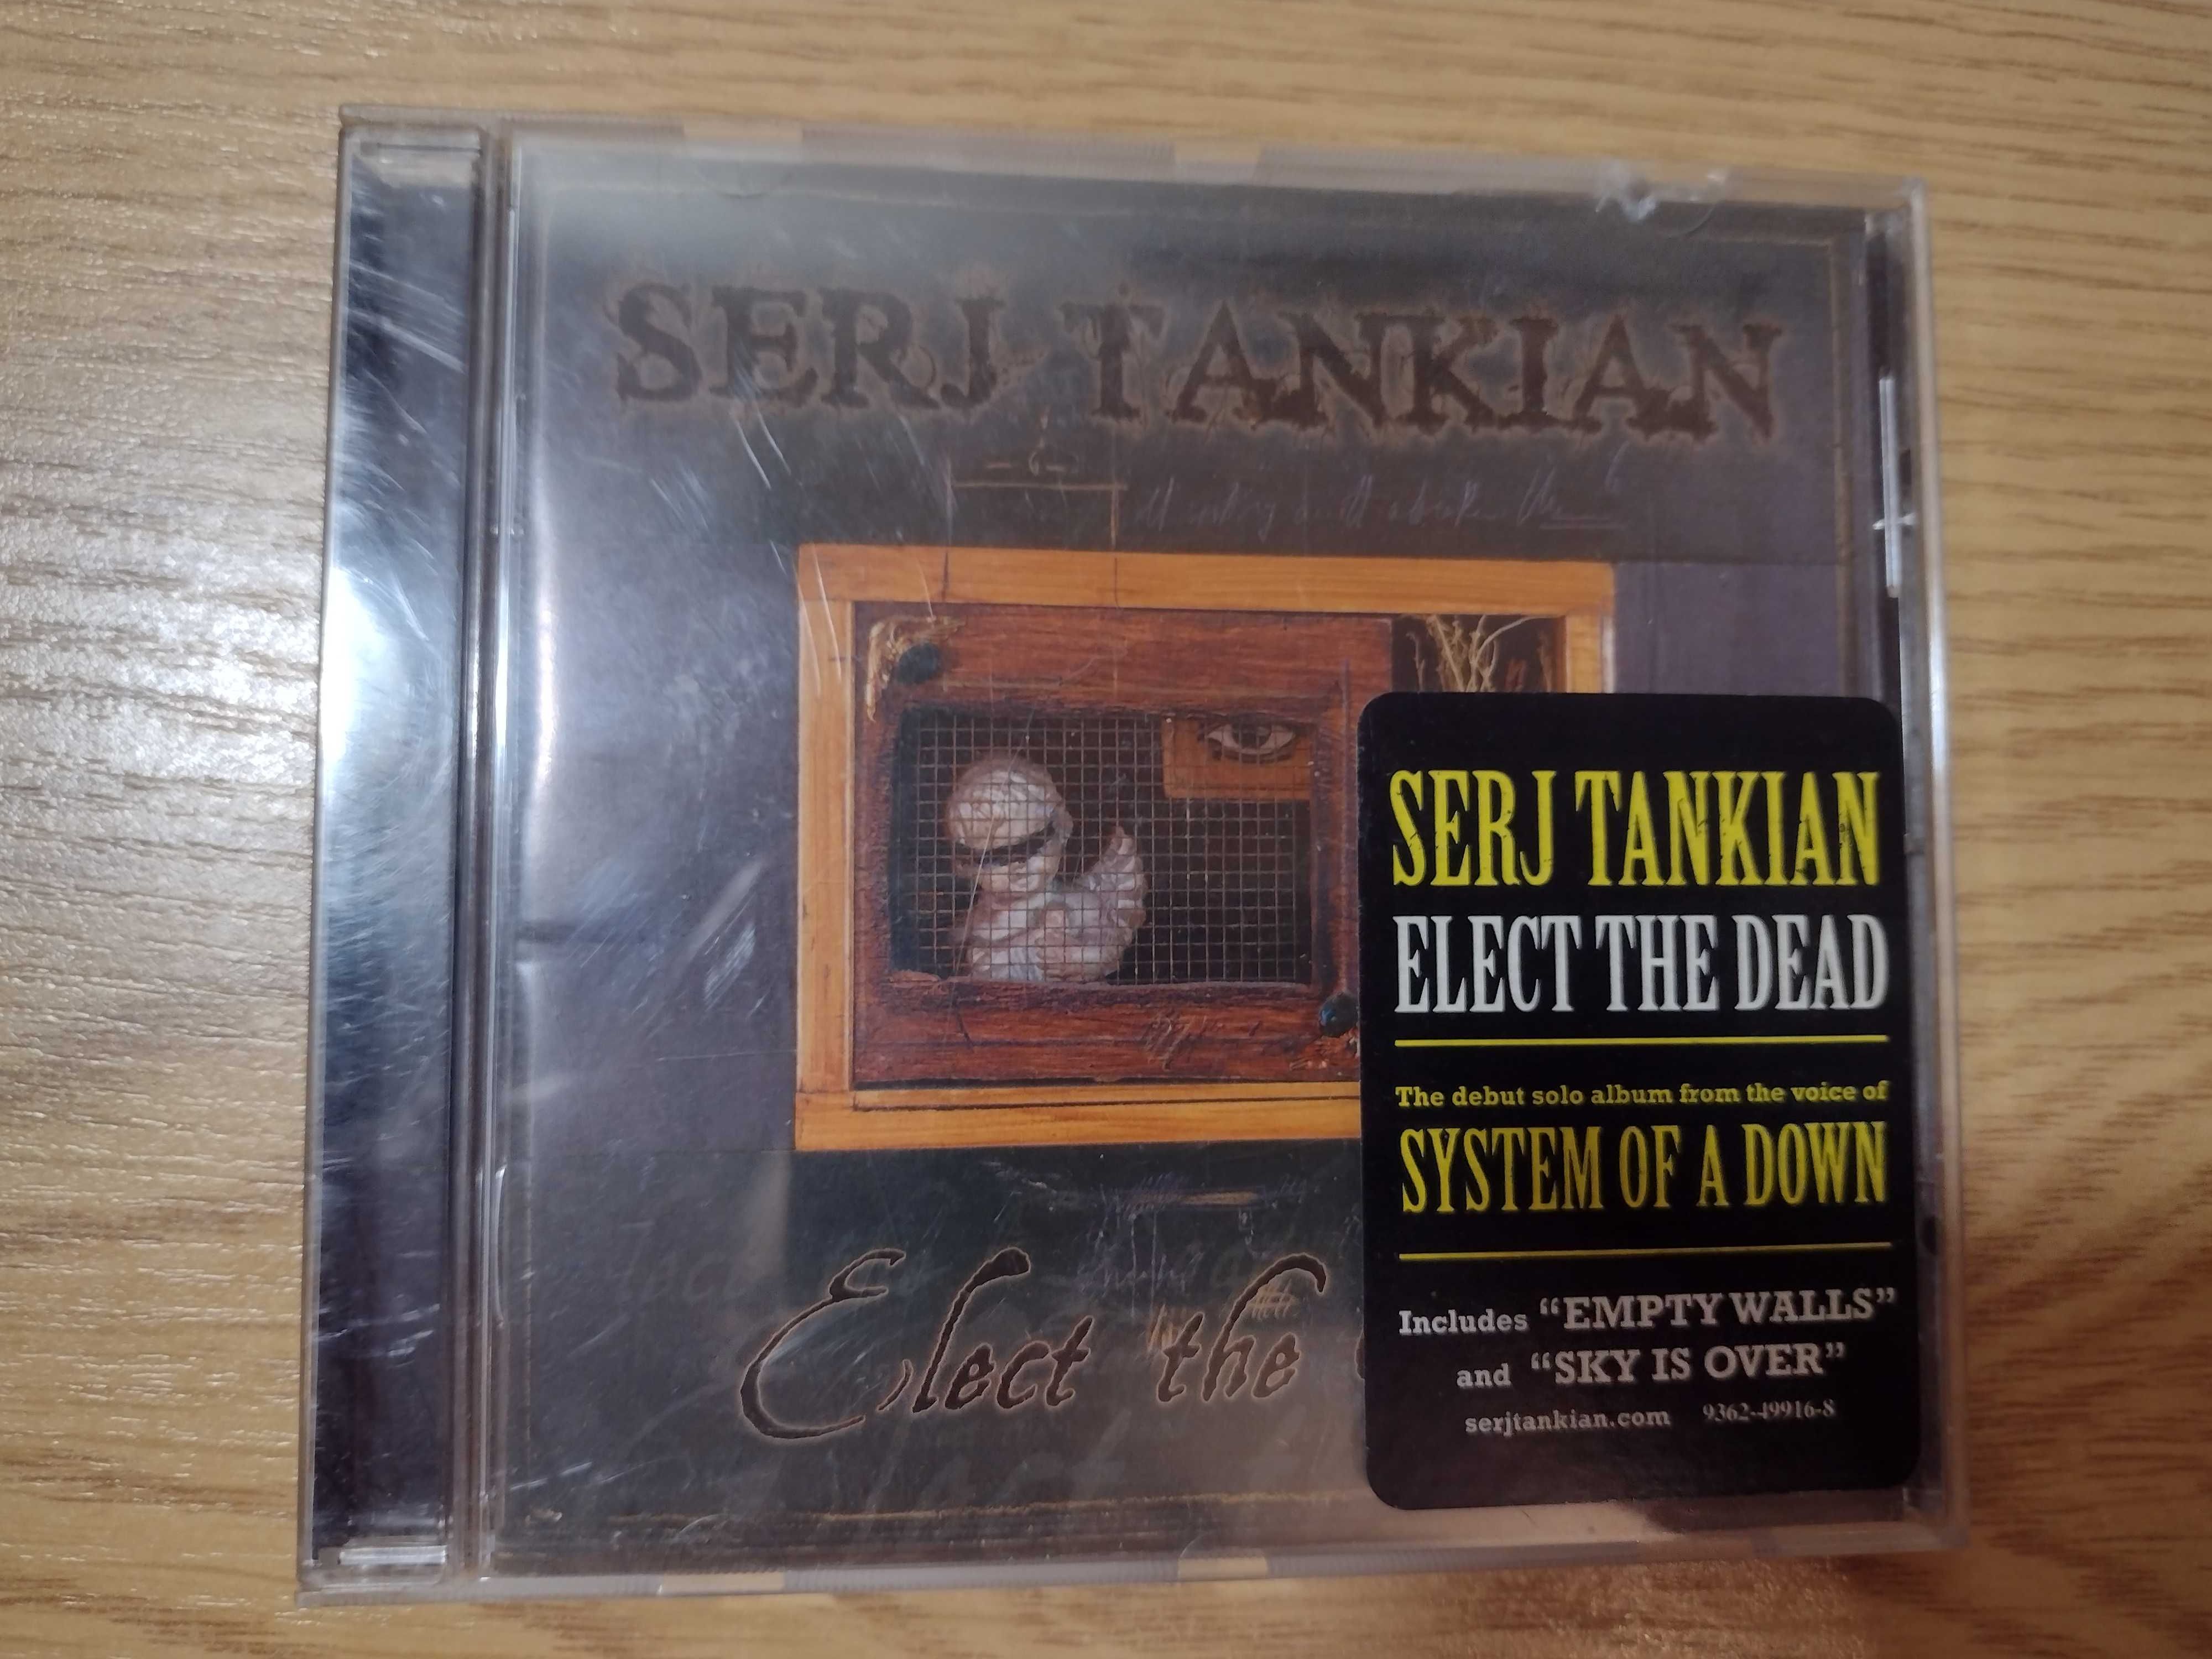 SERJ TANKIAN
Elect the
SERJ TANKIAN
ELECT THE DEAD
The debut solo album from the voice of
SYSTEM OF A DOWN
Includes “EMPTY WALLS”
and “SKY IS OVER”
serjtankian.com 9362-49916-8